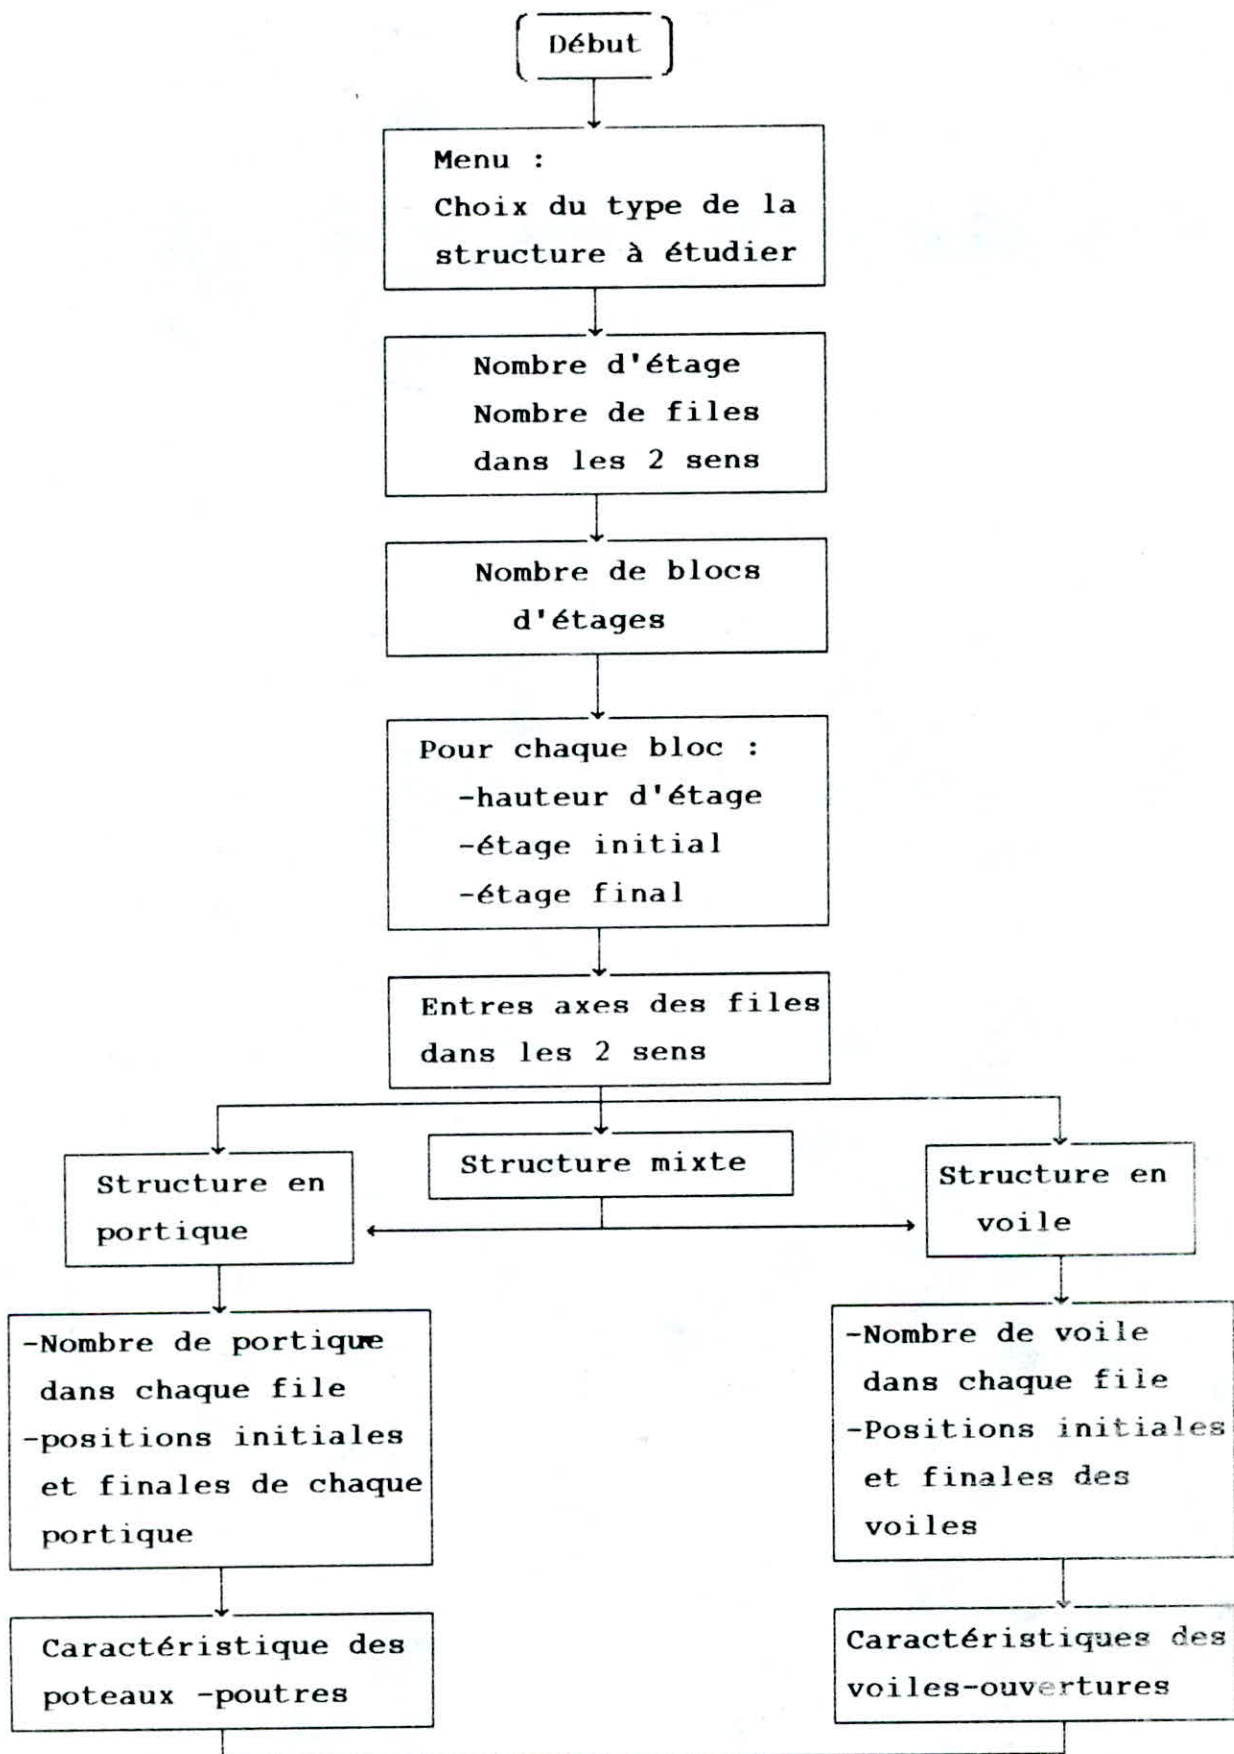 Début
Menu :
Choix du type de la
structure à étudier
Nombre d'étage
Nombre de files
dans les 2 sens
Nombre de blocs
d'étages
Pour chaque bloc :
-hauteur d'étage
-étage initial
-étage final
Entres axes des files
dans les 2 sens
Structure en
portique
Structure mixte
Structure en
voile
-Nombre de portique
dans chaque file
-positions initiales
et finales de chaque
portique
-Nombre de voile
dans chaque file
-Positions initiales
et finales des
voiles
Caractéristique des
poteaux -poutres
Caractéristiques des
voiles-ouvertures